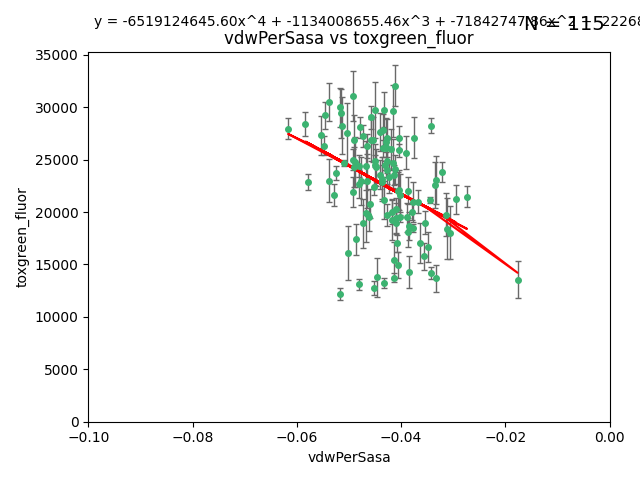 y = -6519124645.60x^4 + -1134008655.46x^3 + -71842747.
N = 115
vdwPerSasa vs toxgreen_fluor
35000
30000
25000
20000
15000
10000
5000
0
toxgreen_fluor
−0.10
−0.08
−0.06
−0.04
−0.02
0.00
vdwPerSasa